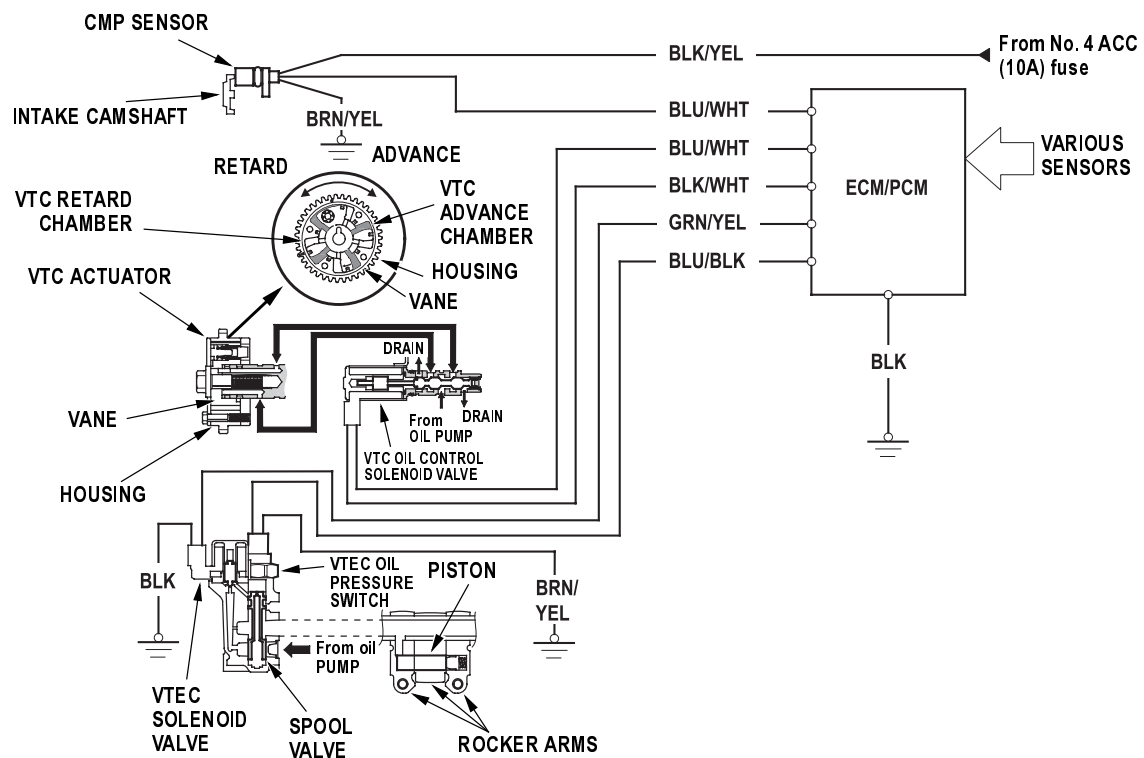 CMP SENSOR
BLK/YEL
From No. 4 ACC
(10A) fuse
INTAKE CAMSHAFT
BRN/YEL
BLU/WHT
BLU/WHT
BLK/WHT
GRN/YEL
BLU/BLK
ECM/PCM
VARIOUS
SENSORS
RETARD
ADVANCE
VTC RETARD
CHAMBER
VTC
ADVANCE
CHAMBER
HOUSING
VANE
VTC ACTUATOR
BLK
DRAIN
VANE
HOUSING
From
OIL PUMP
DRAIN
VTC OIL CONTROL
SOLENOID VALVE
BLK
VTEC OIL
PRESSURE
SWITCH
PISTON
BRN/
YEL
From oil
PUMP
VTEC
SOLENOID
VALVE
SPOOL
VALVE
ROCKER ARMS